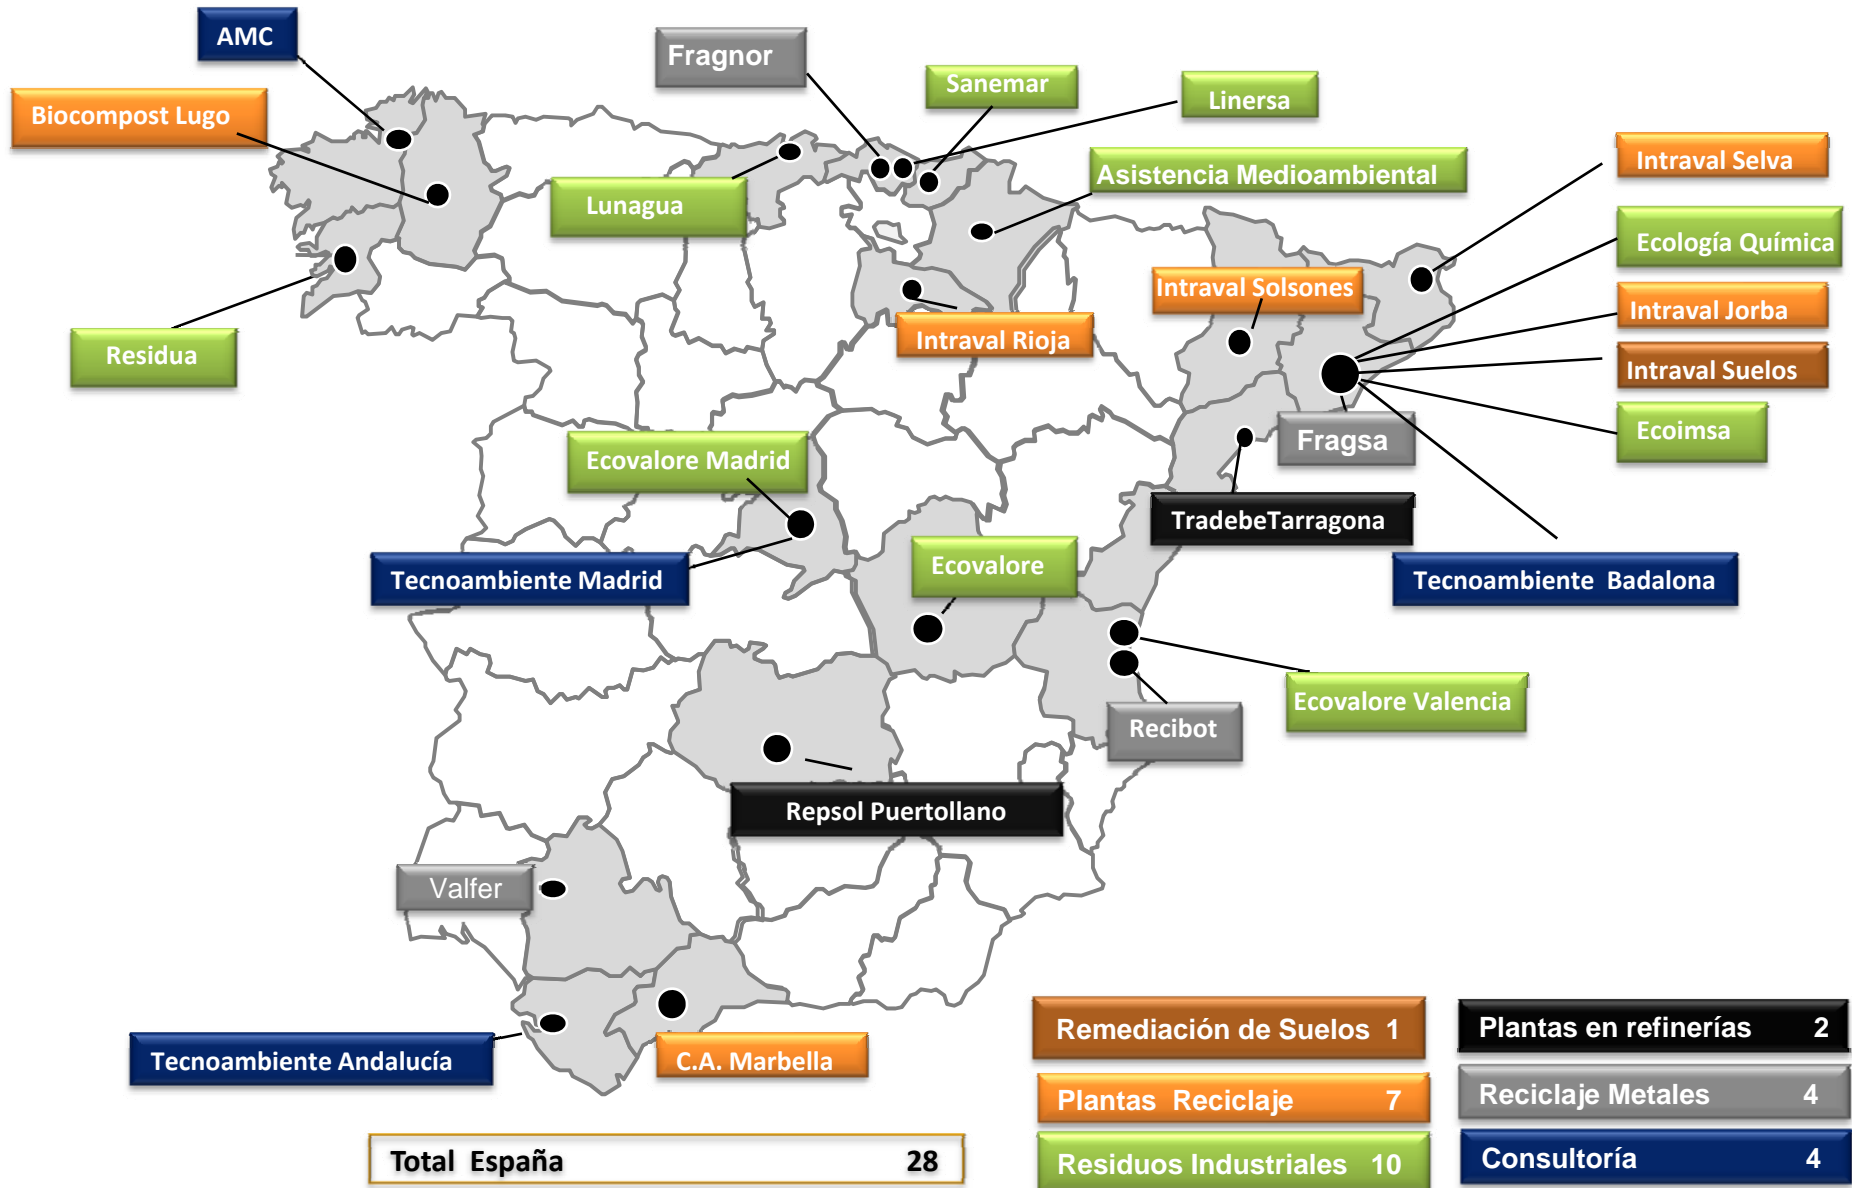 AMC
Fragnor
Sanemar
Linersa
Biocompost Lugo
Intraval Selva
Asistencia Medioambiental
Lunagua
Ecología Química
Intraval Solsones
Intraval Jorba
Intraval Rioja
Residua
Intraval Suelos
Fragsa
Ecoimsa
Ecovalore Madrid
TradebeTarragona
Ecovalore
Tecnoambiente Madrid
Tecnoambiente Badalona
Ecovalore Valencia
Recibot
Repsol Puertollano
Valfer
Tecnoambiente Andalucía
C.A. Marbella
Remediación de Suelos 1
Plantas en refinerías 2
Plantas Reciclaje 7
Reciclaje Metales 4
Residuos Industriales 10
Consultoría 4
Total España 28